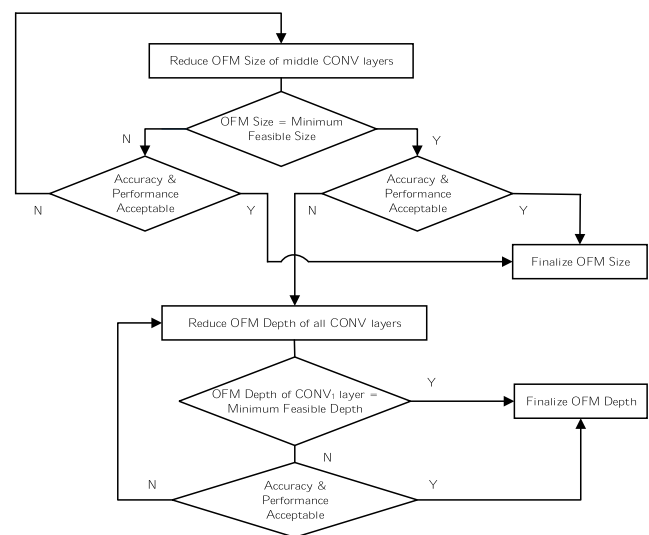 Reduce OFM Size of middle CONV layers
OFM Size = Minimum
Feasible Size
N
Y
Accuracy &
Performance
Acceptable
N
Y
Accuracy &
Performance
Acceptable
N
Y
Finalize OFM Size
Reduce OFM Depth of all CONV layers
OFM Depth of CONV₁ layer =
Minimum Feasible Depth
Y
Finalize OFM Depth
N
Accuracy &
Performance
Acceptable
N
Y